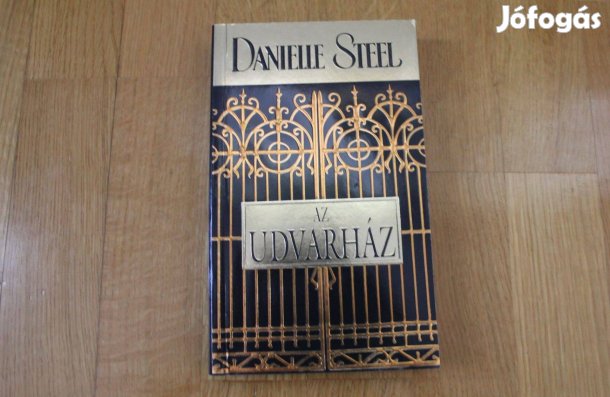 Jófogás
DANIELLE STEEL
AZ
UDVARHÁZ